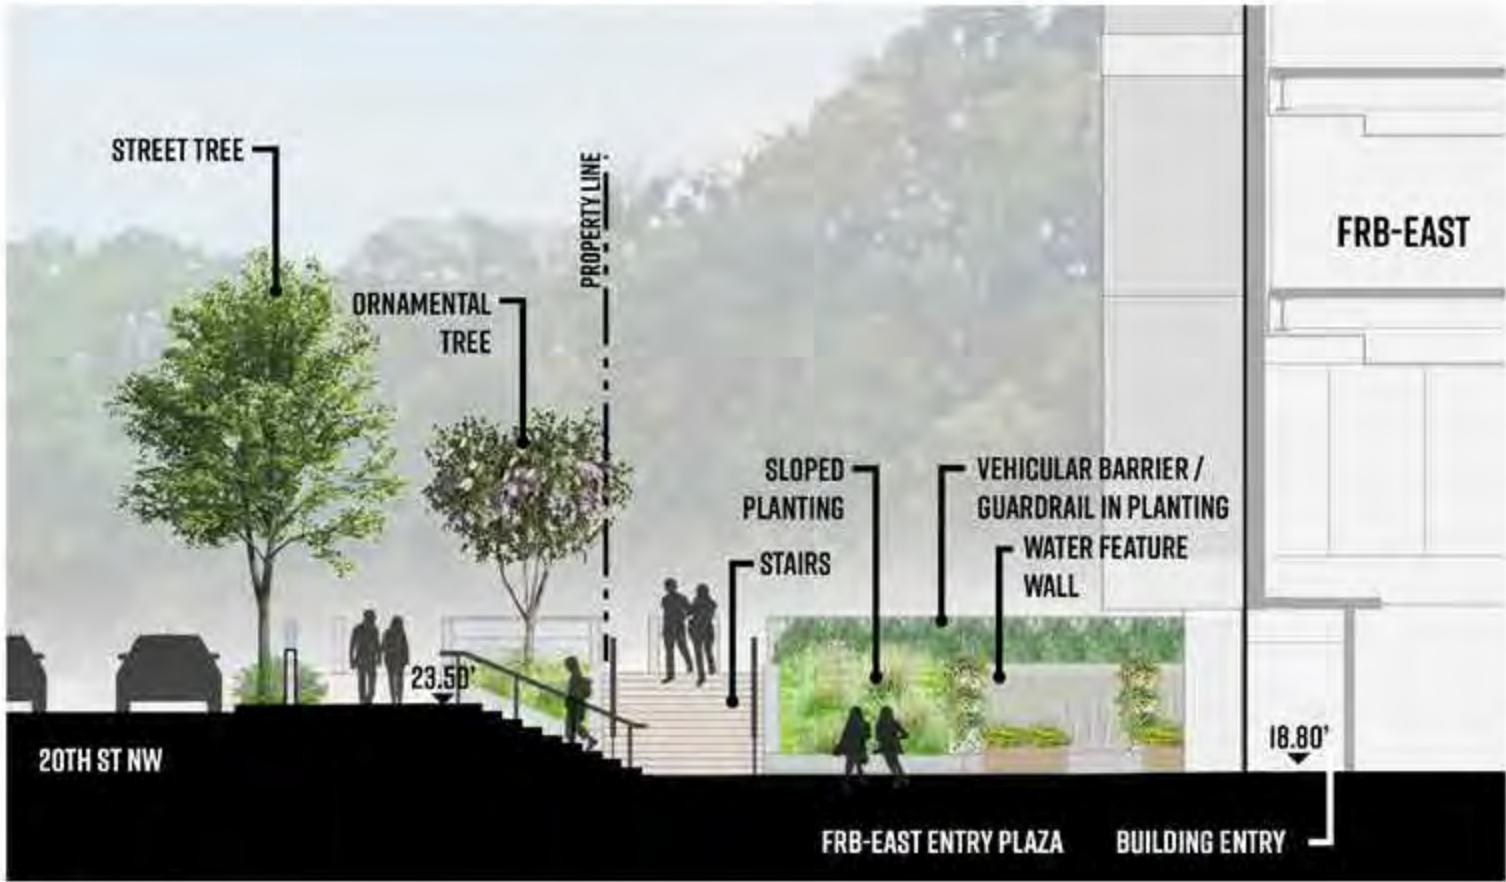 STREET TREE
PROPERTY LINE
FRB-EAST
ORNAMENTAL
TREE
SLOPED
PLANTING
VEHICULAR BARRIER /
GUARDRAIL IN PLANTING
STAIRS
WATER FEATURE
WALL
23.50'
18.80'
20TH ST NW
FRB-EAST ENTRY PLAZA
BUILDING ENTRY